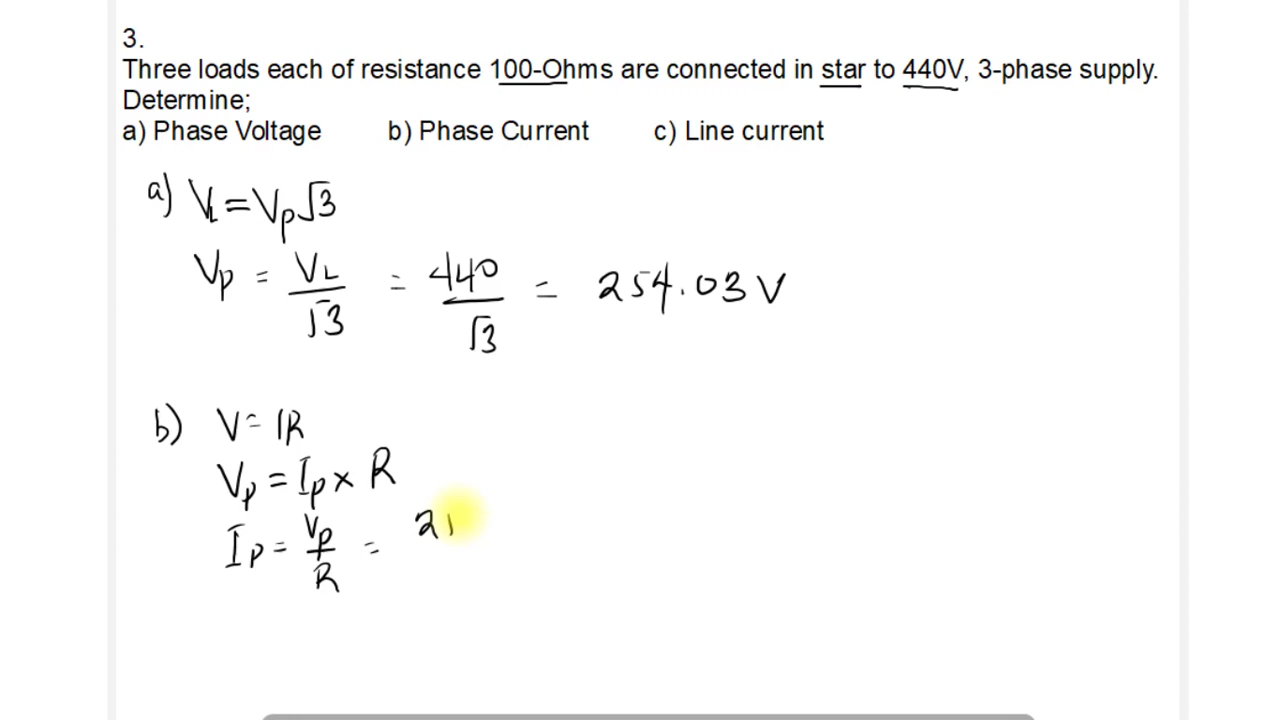 3.
Three loads each of resistance 100-Ohms are connected in star to 440V, 3-phase supply.
Determine;
a) Phase Voltage b) Phase Current c) Line current
a) VL = Vp√3
Vp = VL/√3 = 440/√3 = 254.03 V
b) V = IR
Vp = Ip × R
Ip = Vp/R = 2